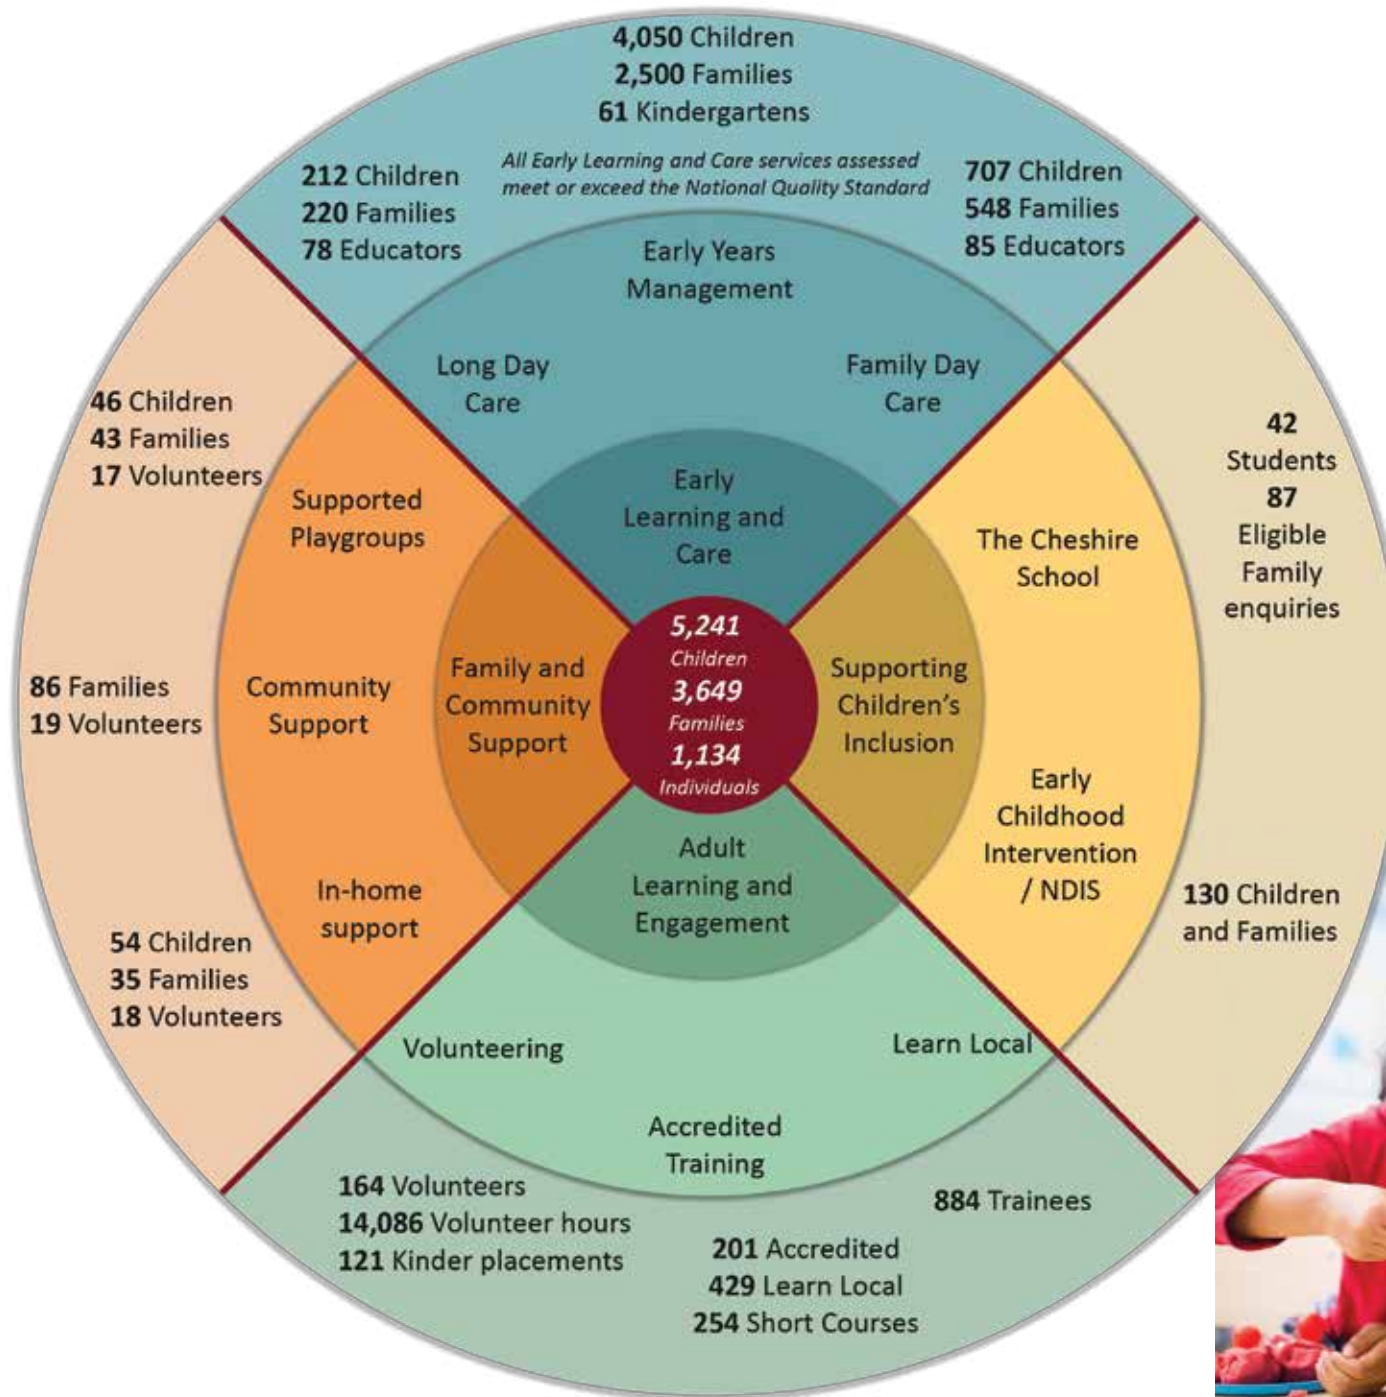 4,050 Children
2,500 Families
61 Kindergartens
All Early Learning and Care services assessed
meet or exceed the National Quality Standard
212 Children
220 Families
78 Educators
707 Children
548 Families
85 Educators
Early Years
Management
Long Day
Care
Family Day
Care
Early
Learning and
Care
46 Children
43 Families
17 Volunteers
Supported
Playgroups
86 Families
19 Volunteers
Community
Support
Family and
Community
Support
In-home
support
54 Children
35 Families
18 Volunteers
5,241
Children
3,649
Families
1,134
Individuals
Supporting
Children's
Inclusion
The Cheshire
School
42
Students
87
Eligible
Family
enquiries
Early
Childhood
Intervention
/ NDIS
130 Children
and Families
Adult
Learning and
Engagement
Volunteering
Learn Local
Accredited
Training
164 Volunteers
14,086 Volunteer hours
121 Kinder placements
884 Trainees
201 Accredited
429 Learn Local
254 Short Courses